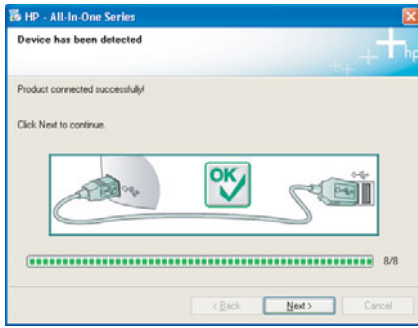 HP - All-In-One Series
Device has been detected
hp
Product connected successfully!
Click Next to continue.
OK
8/8
< Back
Next >
Cancel